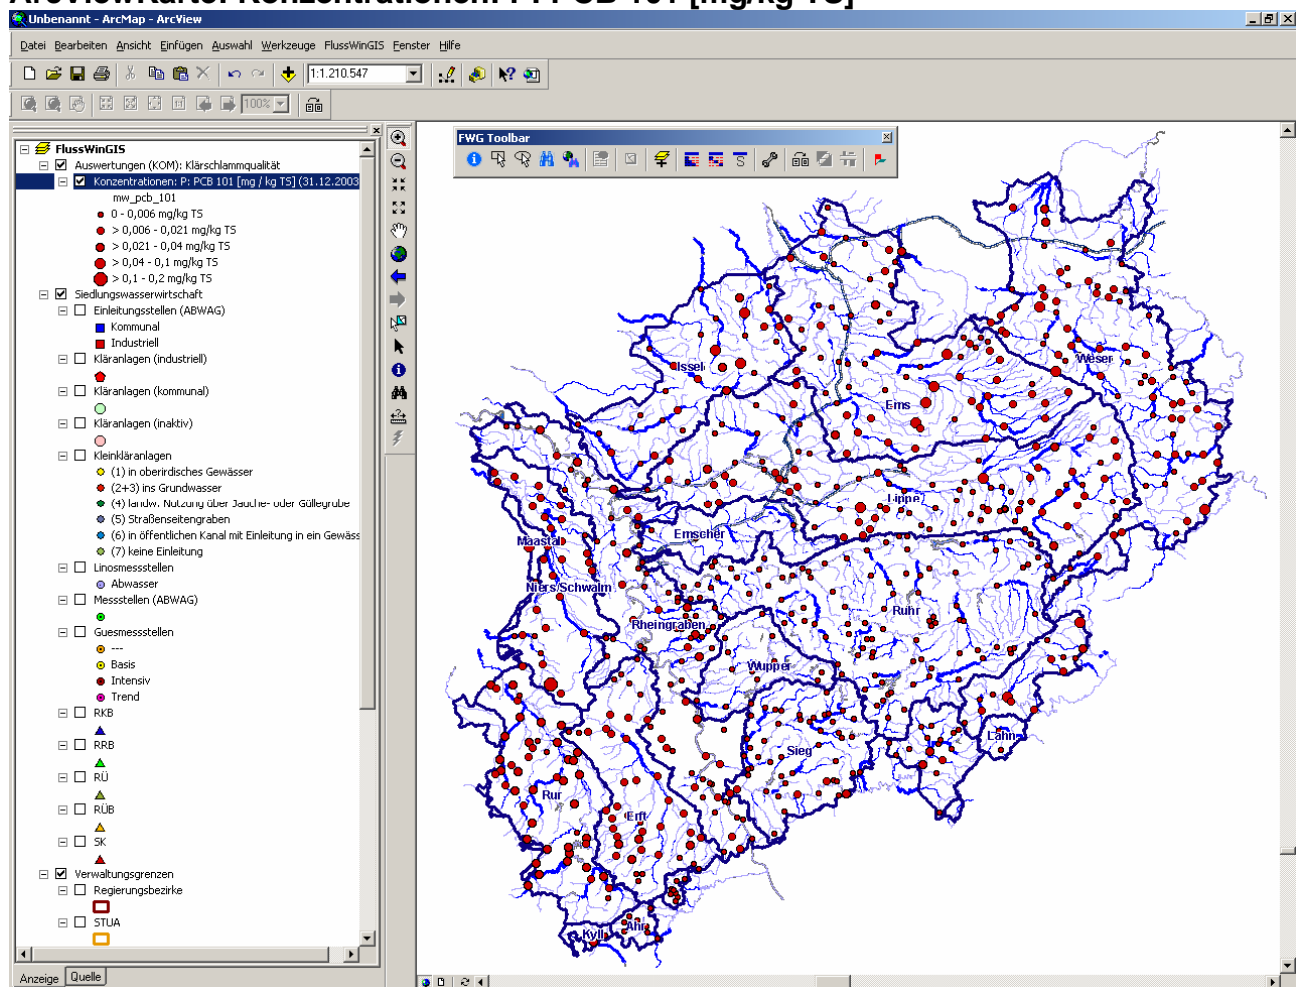 ArcViewKarte: Konzentrationen: P: PCB 101 [mg/kg TS]
Unbenannt - ArcMap - ArcView
Datei Bearbeiten Ansicht Einfügen Auswahl Werkzeuge FlussWinGIS Fenster Hilfe
1:1.210.547
100%
FWG Toolbar
FlussWinGIS
Auswertungen (KOM): Klärschlammqualität
Konzentrationen: P: PCB 101 [mg / kg TS] (31.12.2003
mw_pcb_101
0 - 0,006 mg/kg TS
> 0,006 - 0,021 mg/kg TS
> 0,021 - 0,04 mg/kg TS
> 0,04 - 0,1 mg/kg TS
> 0,1 - 0,2 mg/kg TS
Siedlungswasserwirtschaft
Einleitungsstellen (ABWAG)
Kommunal
Industriell
Kläranlagen (industriell)
Kläranlagen (kommunal)
Kläranlagen (inaktiv)
Kleinkläranlagen
(1) in oberirdisches Gewässer
(2+3) ins Grundwasser
(4) landw. Nutzung über Jauche- oder Güllegrube
(5) Straßenseitengraben
(6) in öffentlichen Kanal mit Einleitung in ein Gewäss
(7) keine Einleitung
Linosmessstellen
Abwasser
Messstellen (ABWAG)
Guesmessstellen
---
Basis
Intensiv
Trend
RKB
RRB
RÜ
RÜB
SK
Verwaltungsgrenzen
Regierungsbezirke
STUA
Anzeige Quelle
Weser
Issel
Ems
Lippe
Emscher
Maastal
Niers/Schwalm
Ruhr
Rheingraben
Wupper
Lahn
Sieg
Rur
Erft
Ahr
Kyll